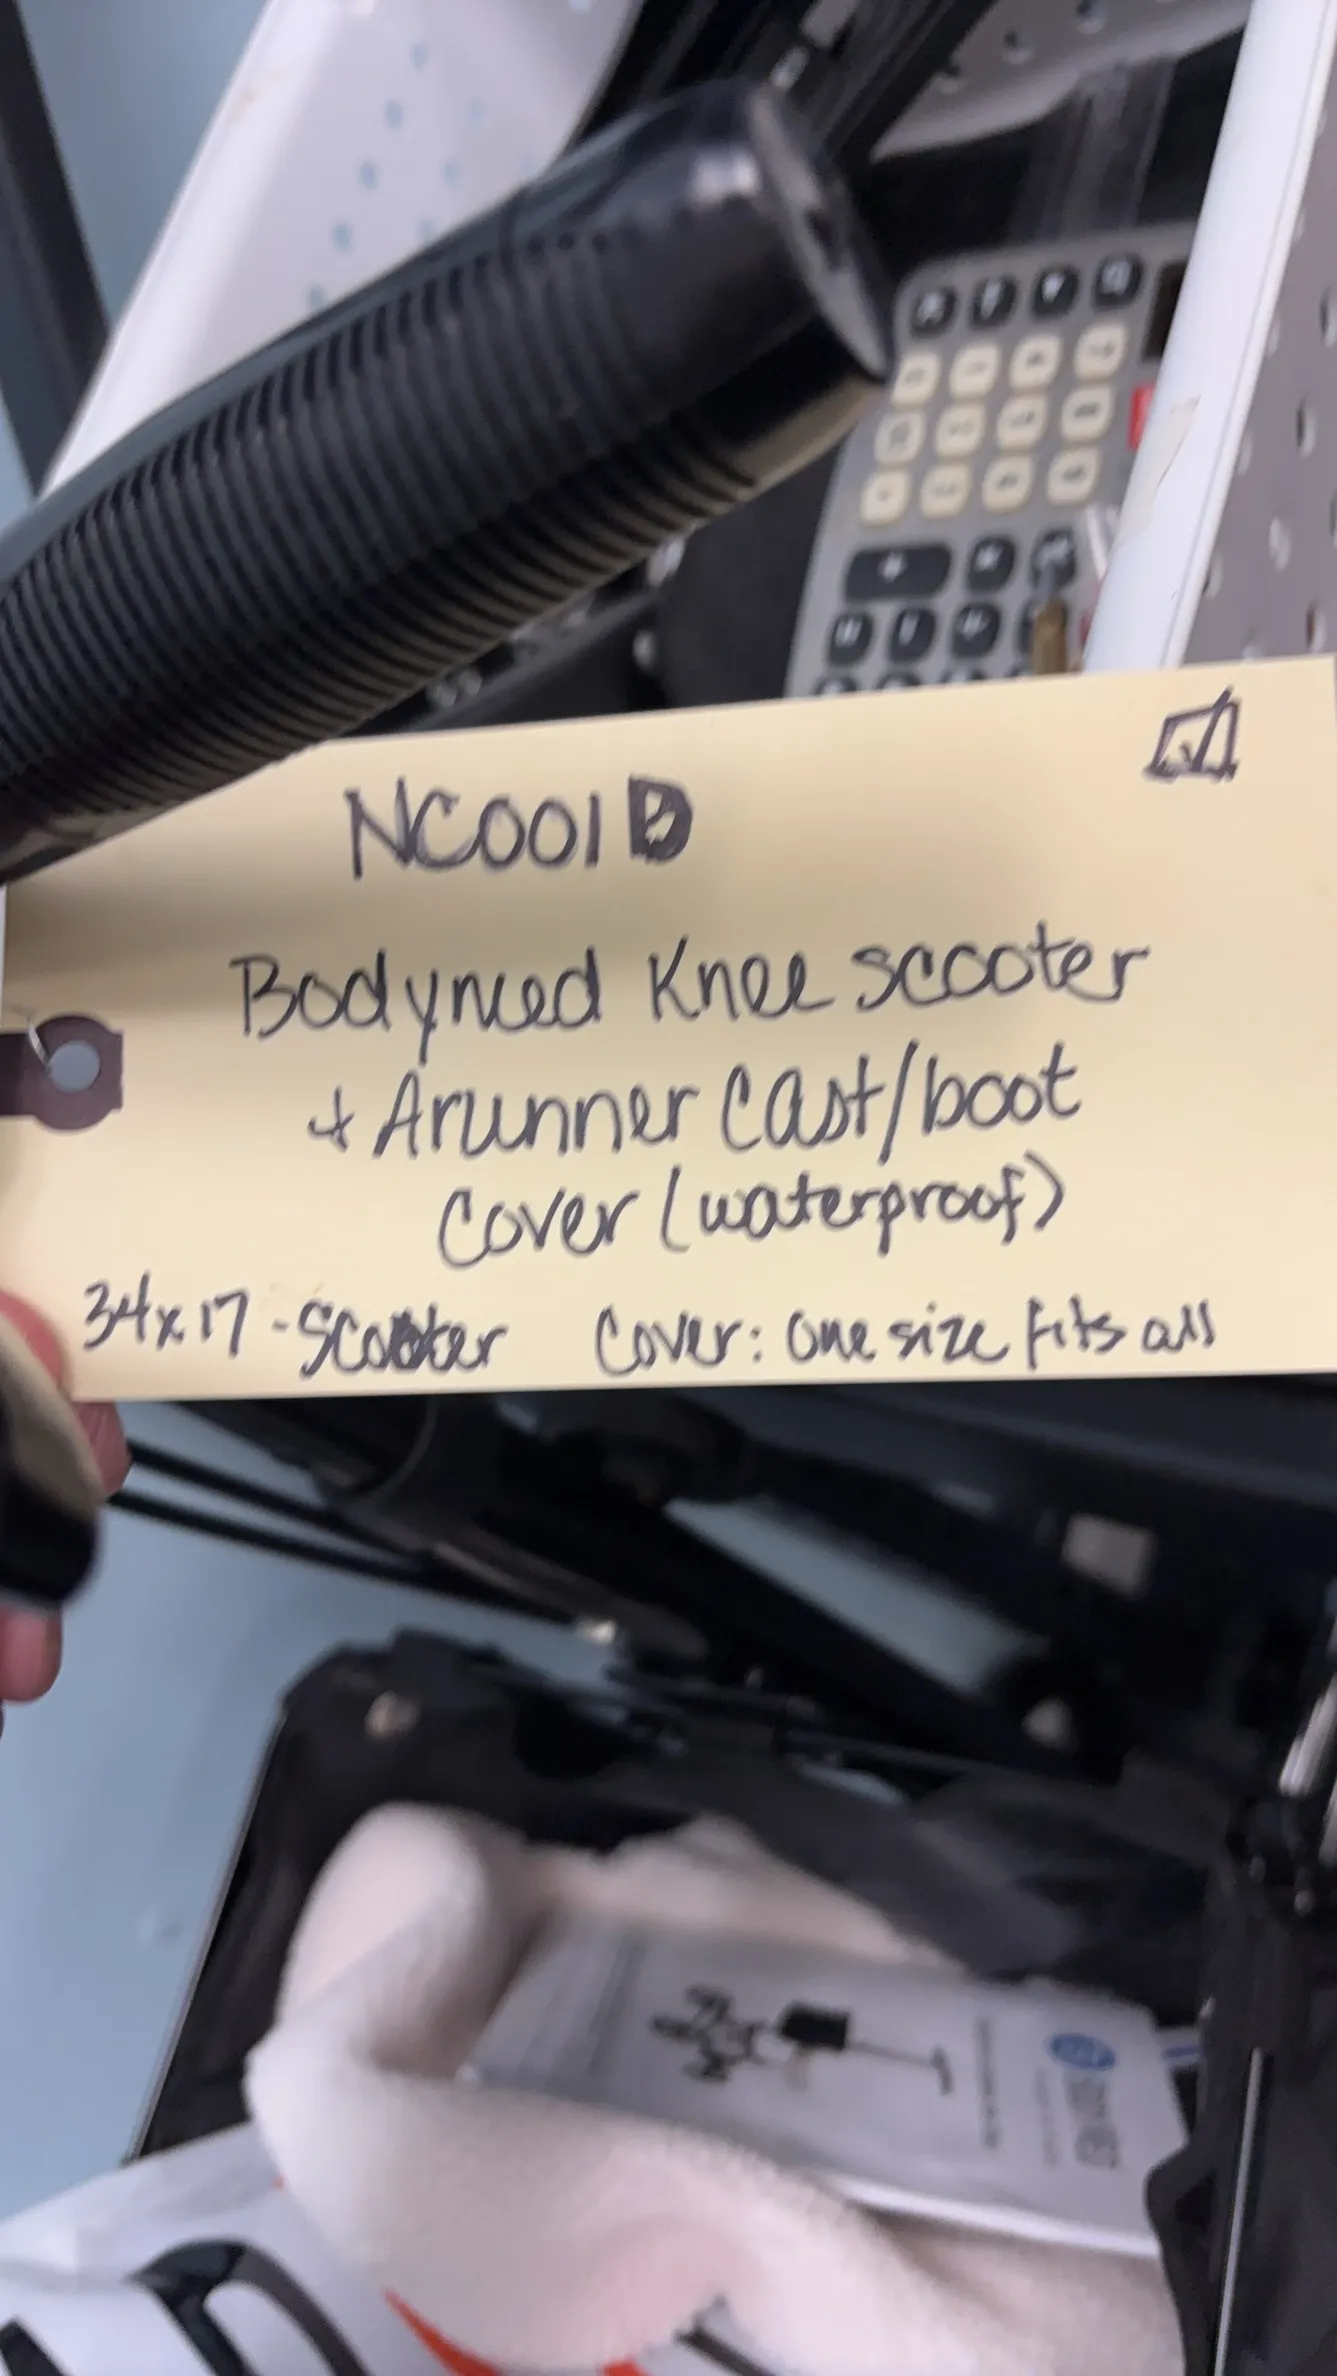 NC001B
Bodymed Knee scooter
+ Arunner Cast/boot
Cover (waterproof)
34x17 - Scooter Cover: one size fits all